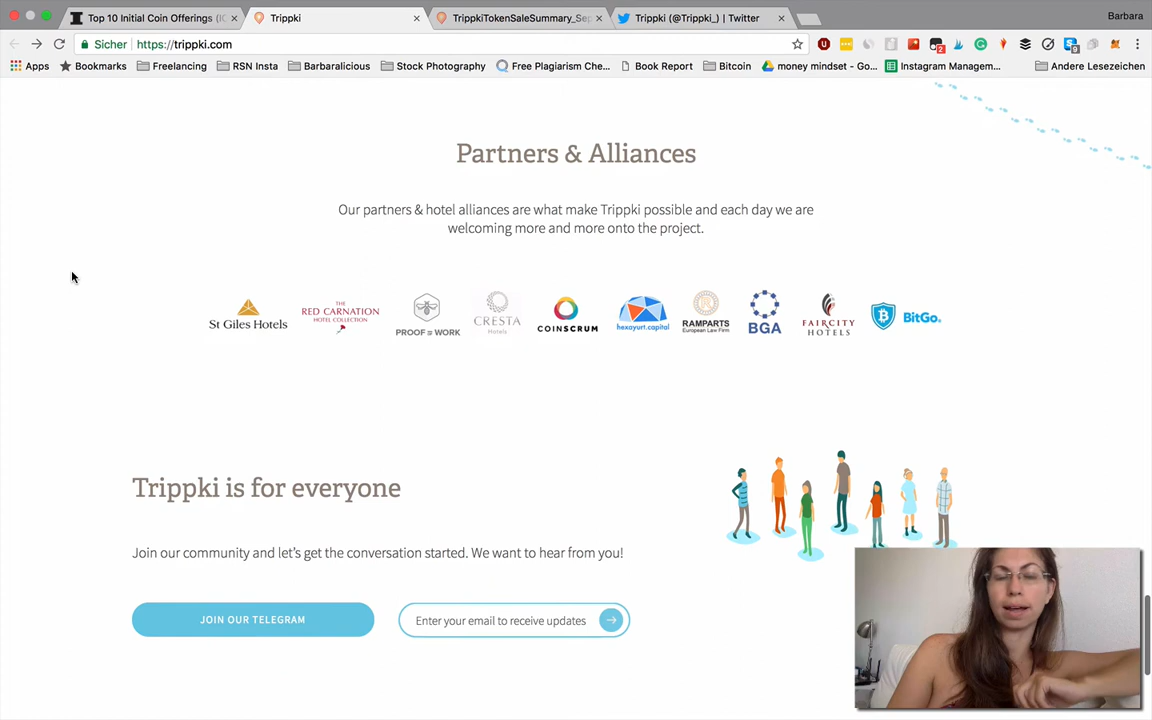 Top 10 Initial Coin Offerings (IC
Trippki
TrippkiTokenSaleSummary_Sep
Trippki (@Trippki_) | Twitter
Barbara
Sicher
https://trippki.com
2
9
Apps
Bookmarks
Freelancing
RSN Insta
Barbaralicious
Stock Photography
Free Plagiarism Che...
Book Report
Bitcoin
money mindset - Go...
Instagram Managem...
Andere Lesezeichen
Partners & Alliances
Our partners & hotel alliances are what make Trippki possible and each day we are
welcoming more and more onto the project.
St Giles Hotels
THE
RED CARNATION
HOTEL COLLECTION
PROOF of WORK
CRESTA
Hotels
COINSCRUM
hexayurt.capital
RAMPARTS
European Law Firm
BGA
FAIRCITY
HOTELS
BitGo.
Trippki is for everyone
Join our community and let's get the conversation started. We want to hear from you!
JOIN OUR TELEGRAM
Enter your email to receive updates